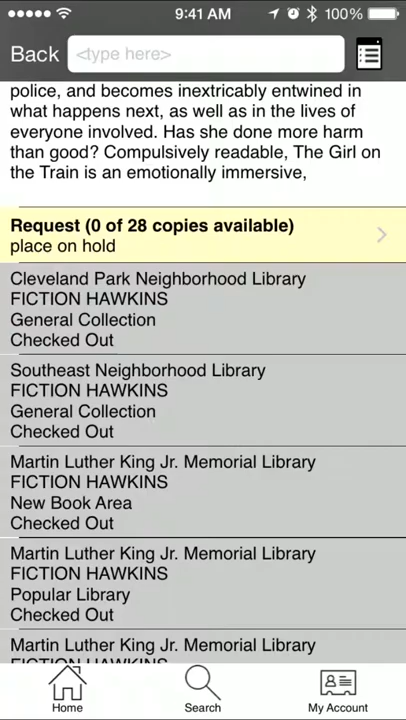 9:41 AM
100%
Back
<type here>
police, and becomes inextricably entwined in
what happens next, as well as in the lives of
everyone involved. Has she done more harm
than good? Compulsively readable, The Girl on
the Train is an emotionally immersive,
Request (0 of 28 copies available)
place on hold
Cleveland Park Neighborhood Library
FICTION HAWKINS
General Collection
Checked Out
Southeast Neighborhood Library
FICTION HAWKINS
General Collection
Checked Out
Martin Luther King Jr. Memorial Library
FICTION HAWKINS
New Book Area
Checked Out
Martin Luther King Jr. Memorial Library
FICTION HAWKINS
Popular Library
Checked Out
Martin Luther King Jr. Memorial Library
FICTION HAWKINS
Home
Search
My Account